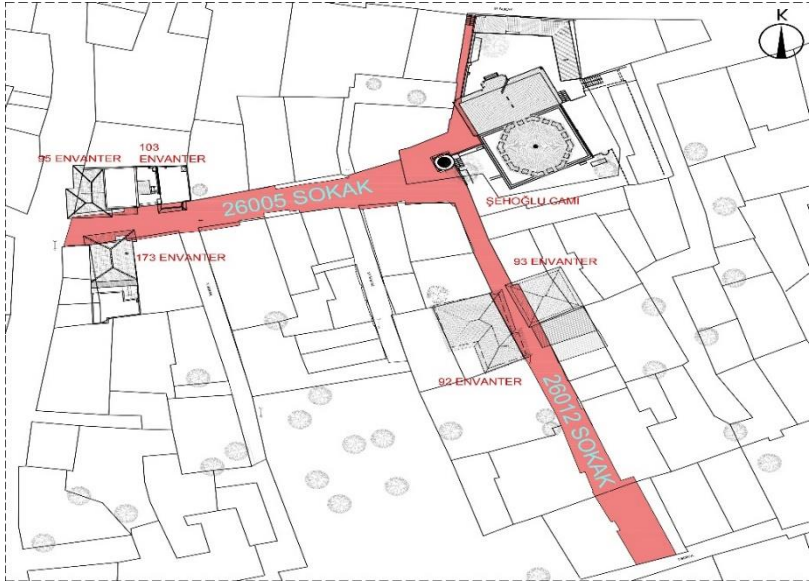 K
95 ENVANTER
103
ENVANTER
26005 SOKAK
ŞEHOĞLU CAMİ
173 ENVANTER
93 ENVANTER
92 ENVANTER
26012 SOKAK